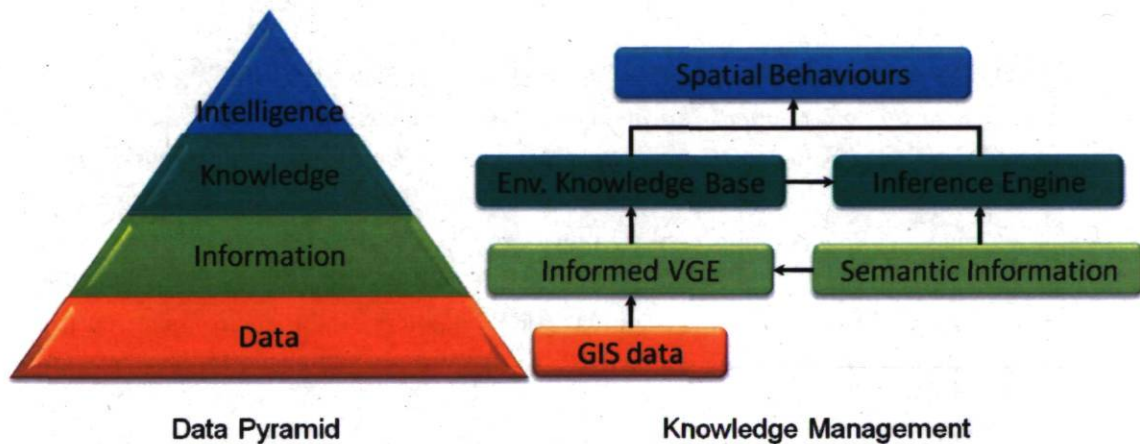 Intelligence
Knowledge
Information
Data
Data Pyramid
Spatial Behaviours
Env. Knowledge Base
Inference Engine
Informed VGE
Semantic Information
GIS data
Knowledge Management